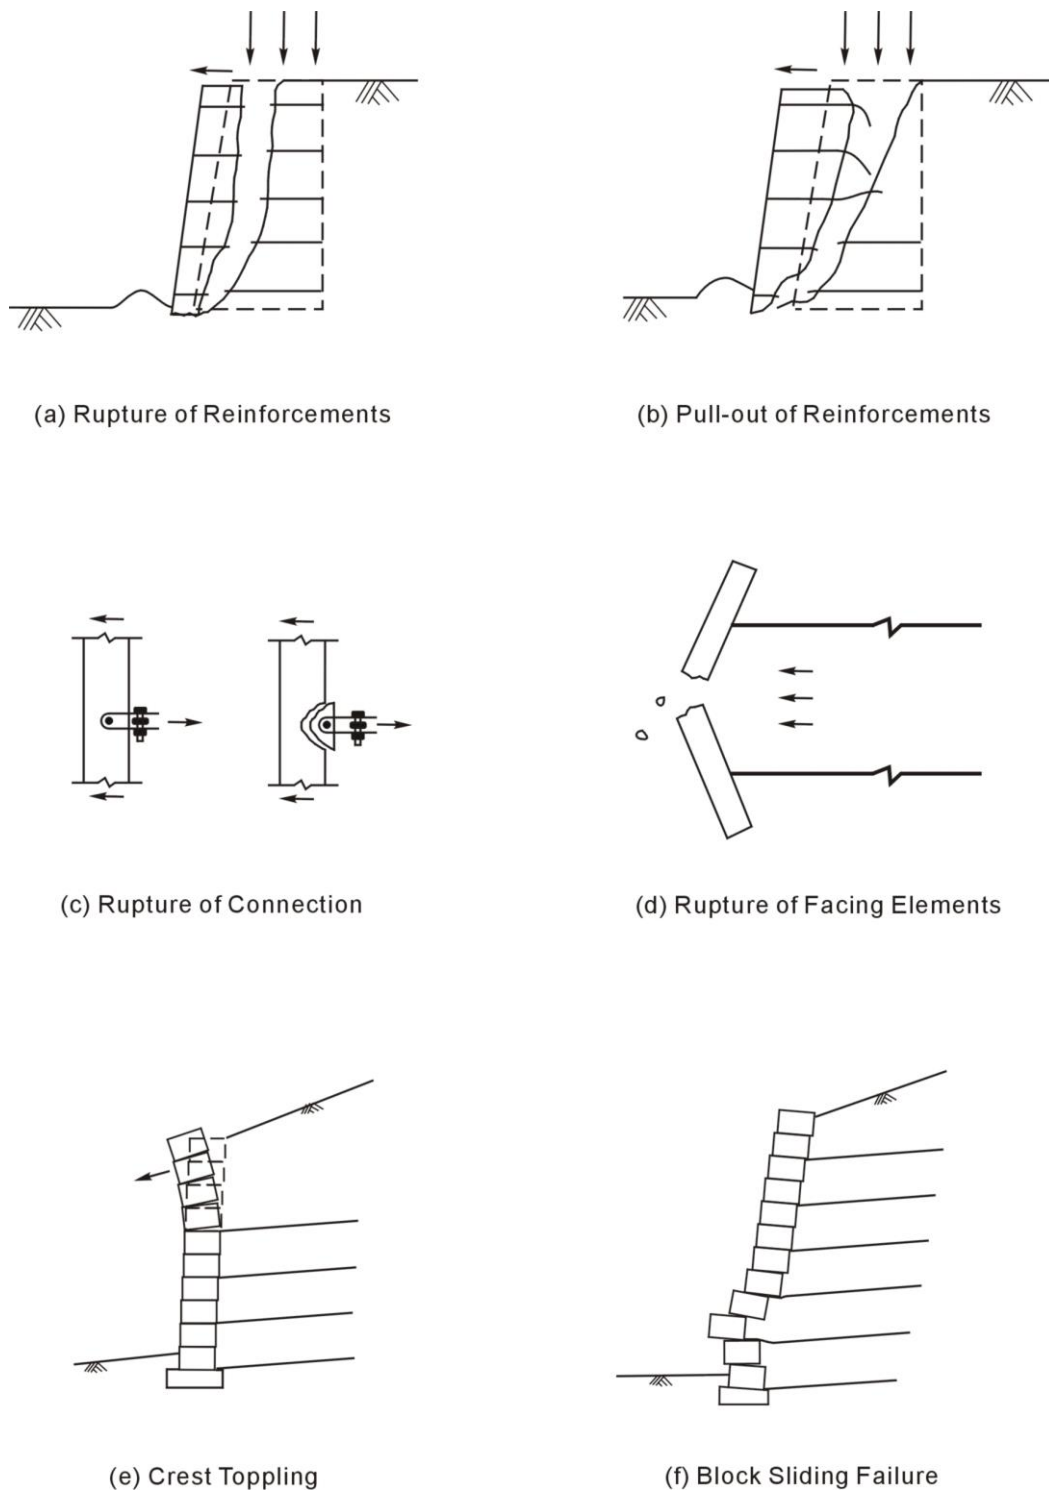 (a) Rupture of Reinforcements
(b) Pull-out of Reinforcements
(c) Rupture of Connection
(d) Rupture of Facing Elements
(e) Crest Toppling
(f) Block Sliding Failure